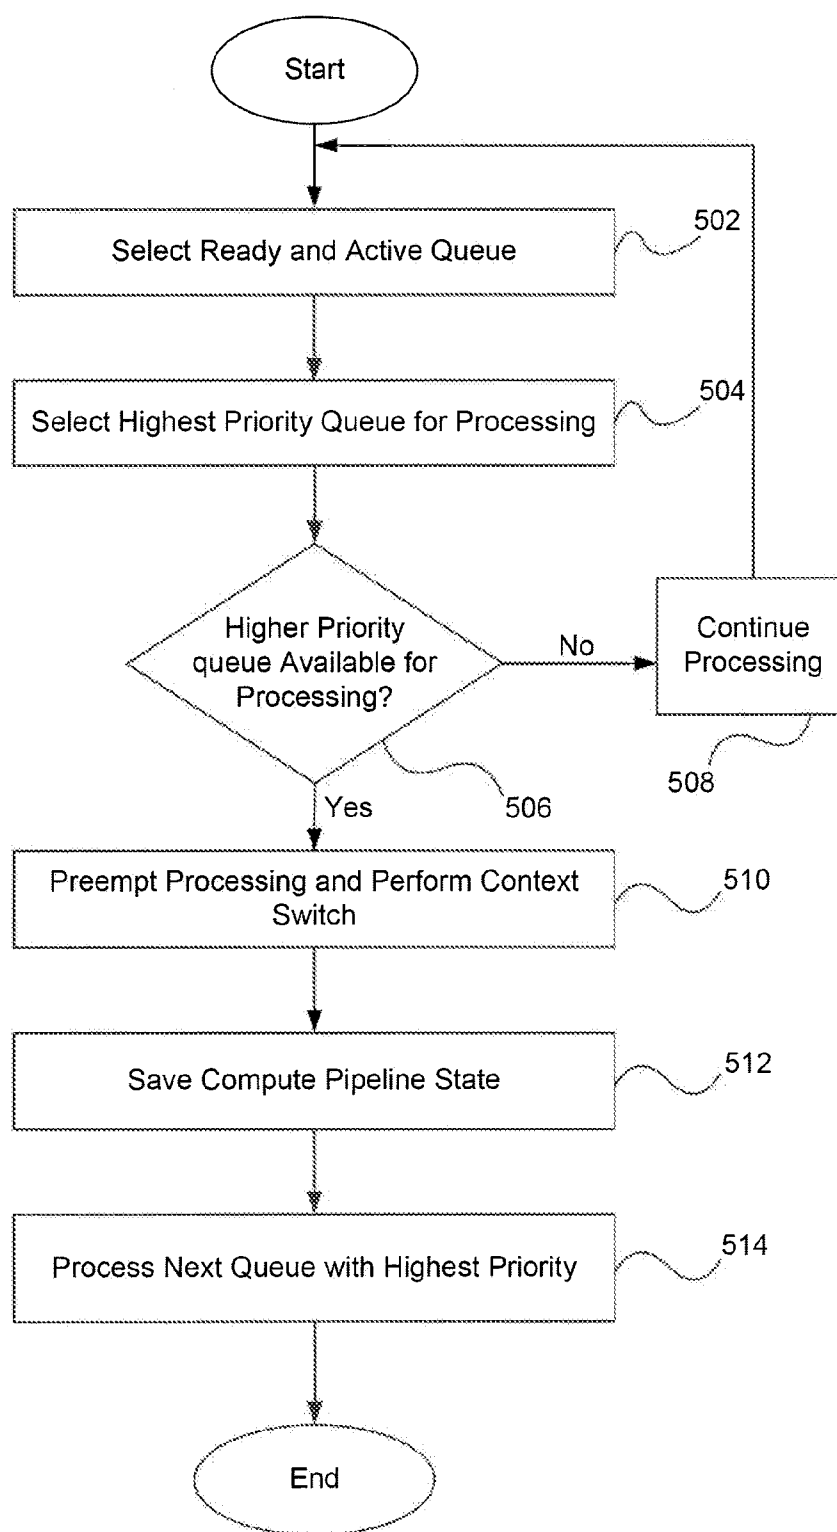 Start
Select Ready and Active Queue
502
Select Highest Priority Queue for Processing
504
Higher Priority
queue Available for
Processing?
No
Continue
Processing
508
506
Yes
Preempt Processing and Perform Context
Switch
510
Save Compute Pipeline State
512
Process Next Queue with Highest Priority
514
End